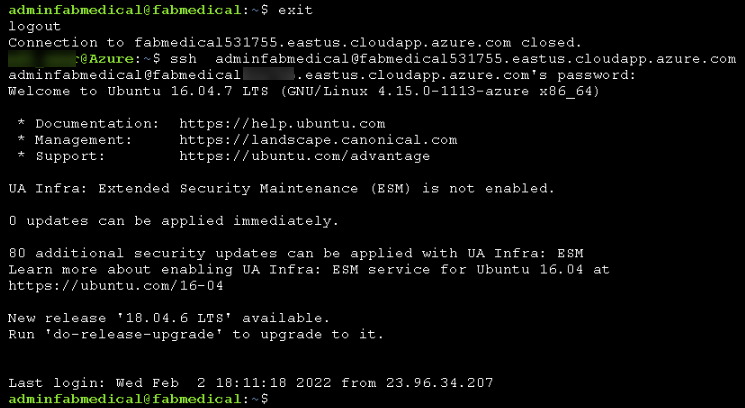 adminfabmedical@fabmedical:~$ exit
logout
Connection to fabmedical531755.eastus.cloudapp.azure.com closed.
@Azure:~$ ssh  adminfabmedical@fabmedical531755.eastus.cloudapp.azure.com
adminfabmedical@fabmedical .eastus.cloudapp.azure.com's password:
Welcome to Ubuntu 16.04.7 LTS (GNU/Linux 4.15.0-1113-azure x86_64)
* Documentation:  https://help.ubuntu.com
* Management:     https://landscape.canonical.com
* Support:        https://ubuntu.com/advantage
UA Infra: Extended Security Maintenance (ESM) is not enabled.
0 updates can be applied immediately.
80 additional security updates can be applied with UA Infra: ESM
Learn more about enabling UA Infra: ESM service for Ubuntu 16.04 at
https://ubuntu.com/16-04
New release '18.04.6 LTS' available.
Run 'do-release-upgrade' to upgrade to it.
Last login: Wed Feb  2 18:11:18 2022 from 23.96.34.207
adminfabmedical@fabmedical:~$